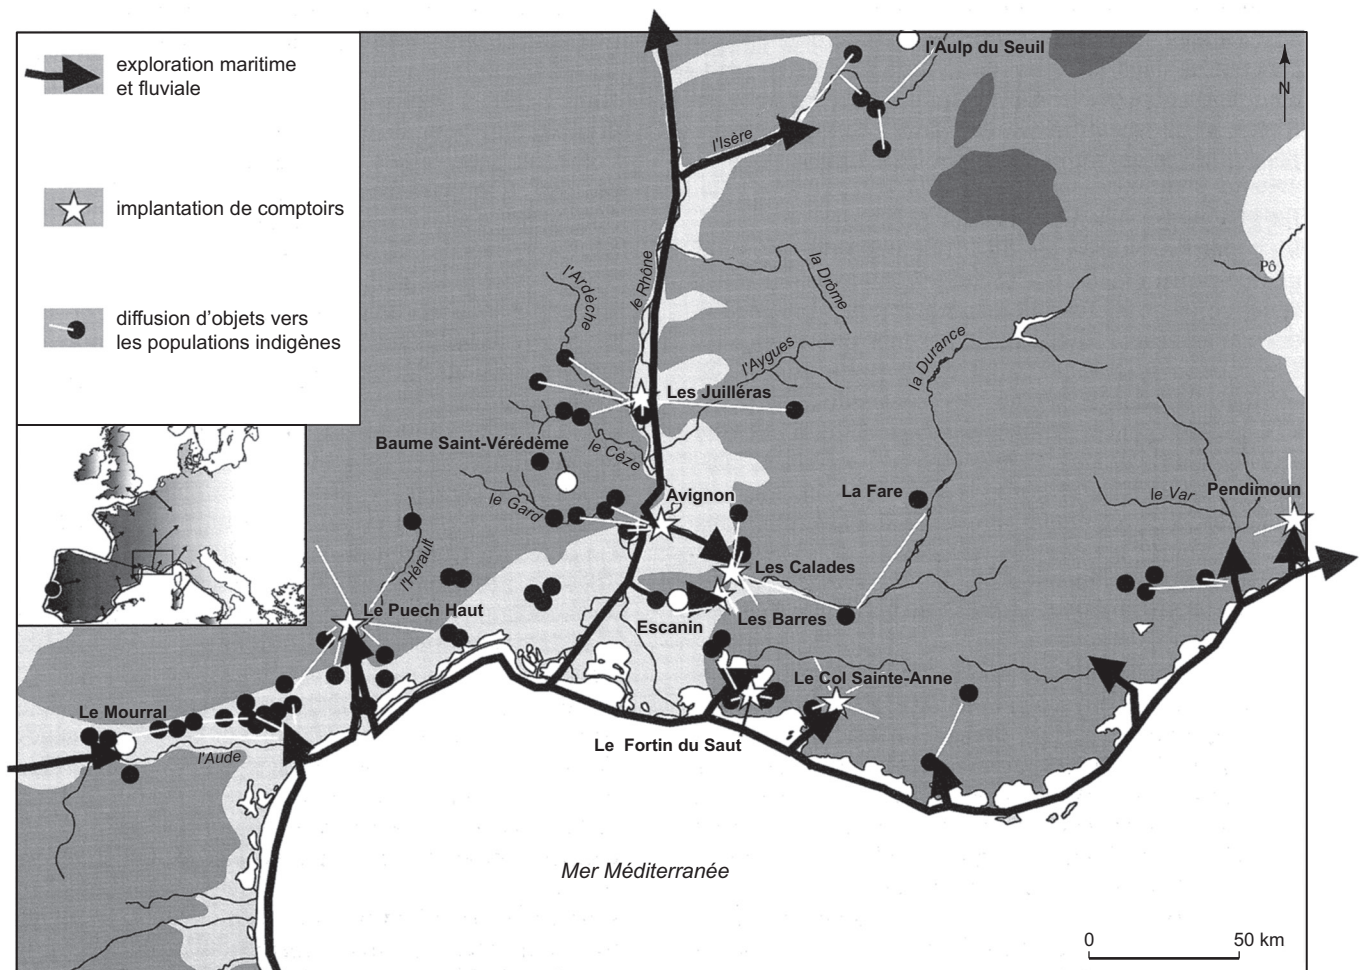 exploration maritime
et fluviale
implantation de comptoirs
diffusion d'objets vers
les populations indigènes
l'Aulp du Seuil
N
l'Isère
Pô
la Drôme
le Rhône
l'Ardèche
l'Aygues
la Durance
Les Juilléras
Baume Saint-Vérédème
le Cèze
le Gard
Avignon
La Fare
le Var
Pendimoun
l'Hérault
Les Calades
Le Puech Haut
Escanin
Les Barres
Le Col Sainte-Anne
Le Mourral
Le Fortin du Saut
l'Aude
Mer Méditerranée
0
50 km